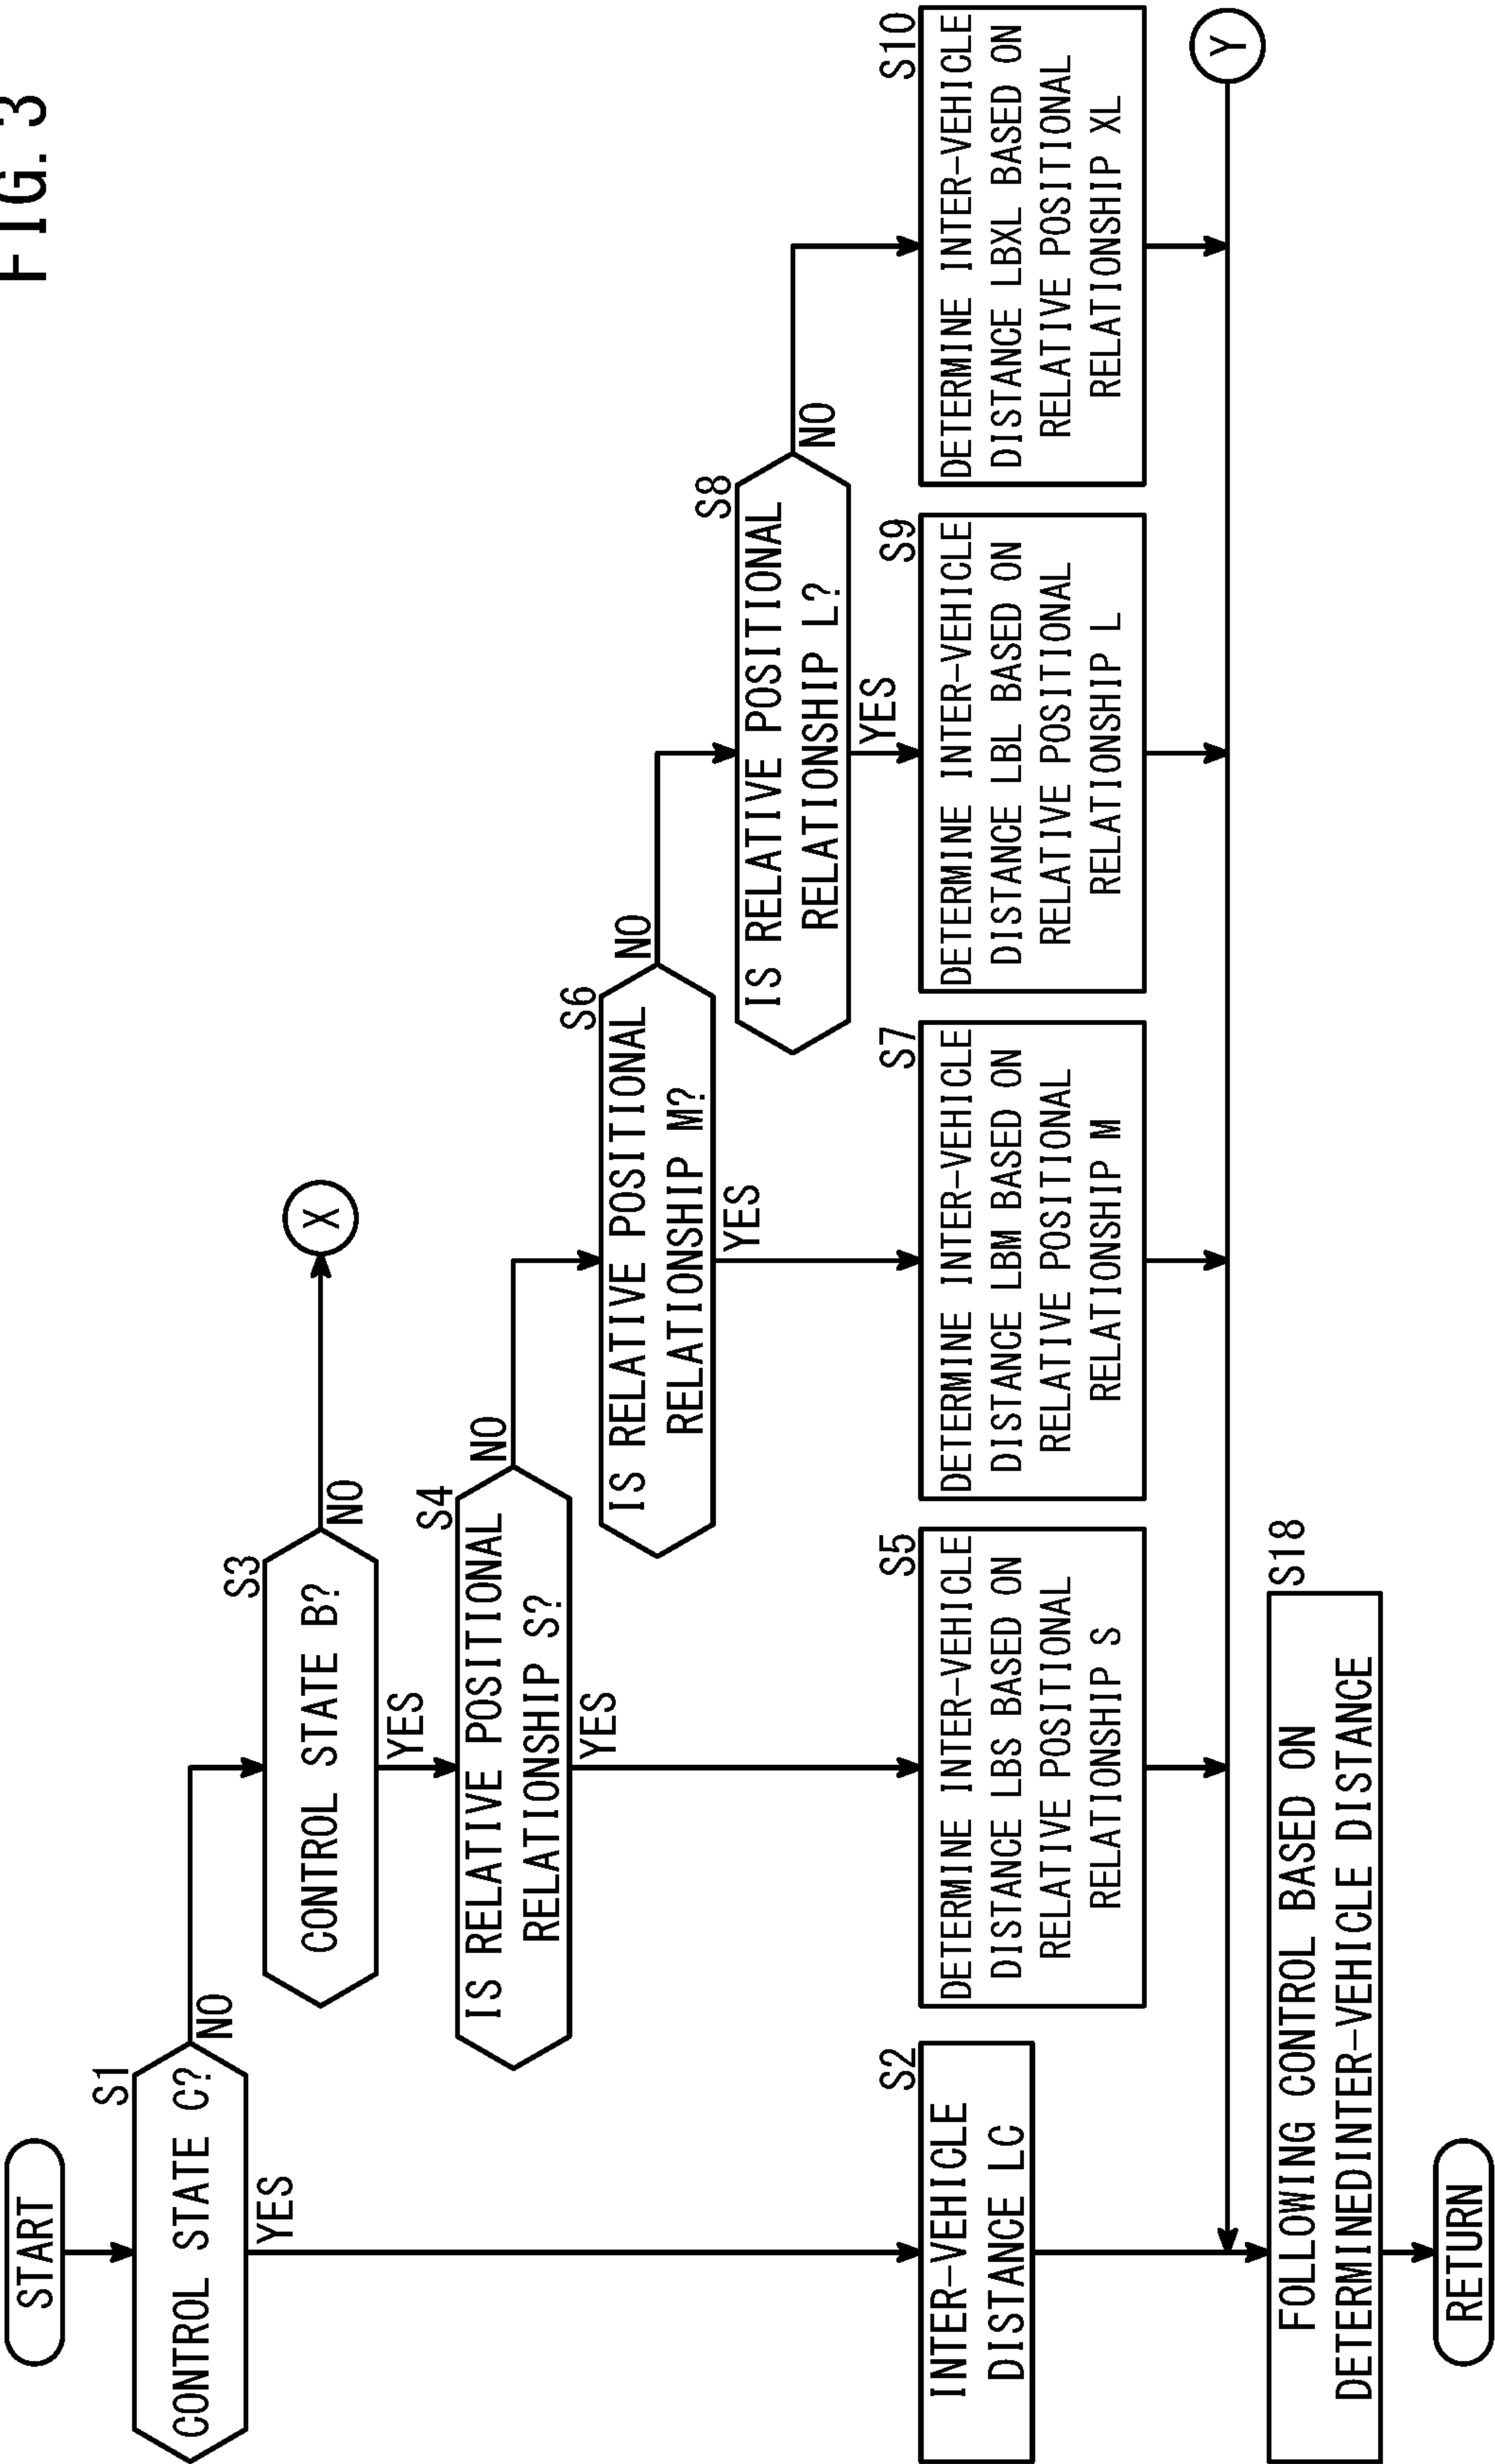 FIG. 3
START
S1
CONTROL STATE C?
NO
YES
S3
CONTROL STATE B?
NO
X
YES
S4
IS RELATIVE POSITIONAL
RELATIONSHIP S?
NO
YES
S6
IS RELATIVE POSITIONAL
RELATIONSHIP M?
NO
YES
S8
IS RELATIVE POSITIONAL
RELATIONSHIP L?
NO
YES
S2
INTER-VEHICLE
DISTANCE LC
S5
DETERMINE INTER-VEHICLE
DISTANCE LBS BASED ON
RELATIVE POSITIONAL
RELATIONSHIP S
S7
DETERMINE INTER-VEHICLE
DISTANCE LBM BASED ON
RELATIVE POSITIONAL
RELATIONSHIP M
S9
DETERMINE INTER-VEHICLE
DISTANCE LBL BASED ON
RELATIVE POSITIONAL
RELATIONSHIP L
S10
DETERMINE INTER-VEHICLE
DISTANCE LBXL BASED ON
RELATIVE POSITIONAL
RELATIONSHIP XL
Y
S18
FOLLOWING CONTROL BASED ON
DETERMINEDINTER-VEHICLE DISTANCE
RETURN